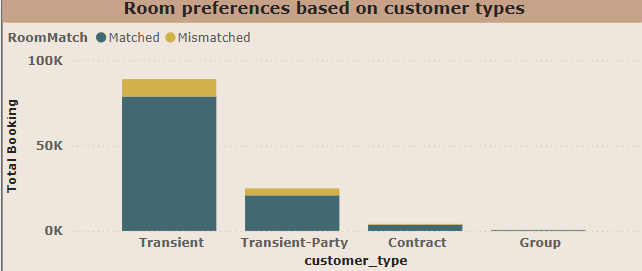 Room preferences based on customer types
RoomMatch Matched Mismatched
100K
50K
0K
Total Booking
Transient Transient-Party Contract Group
customer_type